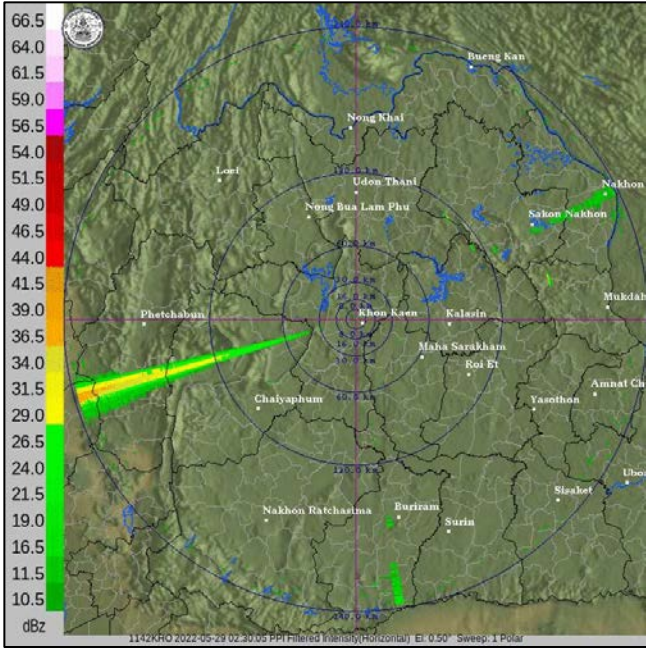 66.5
64.0
61.5
59.0
56.5
54.0
51.5
49.0
46.5
44.0
41.5
39.0
36.5
34.0
31.5
29.0
26.5
24.0
21.5
19.0
16.5
14.0
11.5
10.5
dBz
Bueng Kan
Nong Khai
Loei
Udon Thani
Nakhon
Nong Bua Lam Phu
Sakon Nakhon
Mukdah
Phetchabun
Khon Kaen
Kalasin
Maha Sarakham
Roi Et
Amnat Ch
Chaiyaphum
Yasothon
120.0 km
Ubo
Sisaket
Nakhon Ratchasima
Buriram
Surin
1142KHO 2022-05-29 02:30:05 PPI Filtered Intensity(Horizontal) El: 0.50° Sweep: 1 Polar